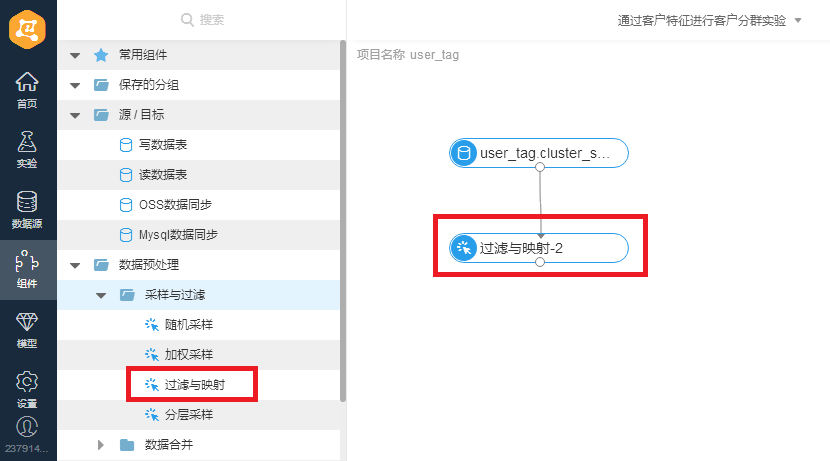 搜索
通过客户特征进行客户分群实验
首页
实验
数据源
组件
模型
设置
237914...
常用组件
保存的分组
源 / 目标
写数据表
读数据表
OSS数据同步
Mysql数据同步
数据预处理
采样与过滤
随机采样
加权采样
过滤与映射
分层采样
数据合并
项目名称 user_tag
user_tag.cluster_s...
过滤与映射-2